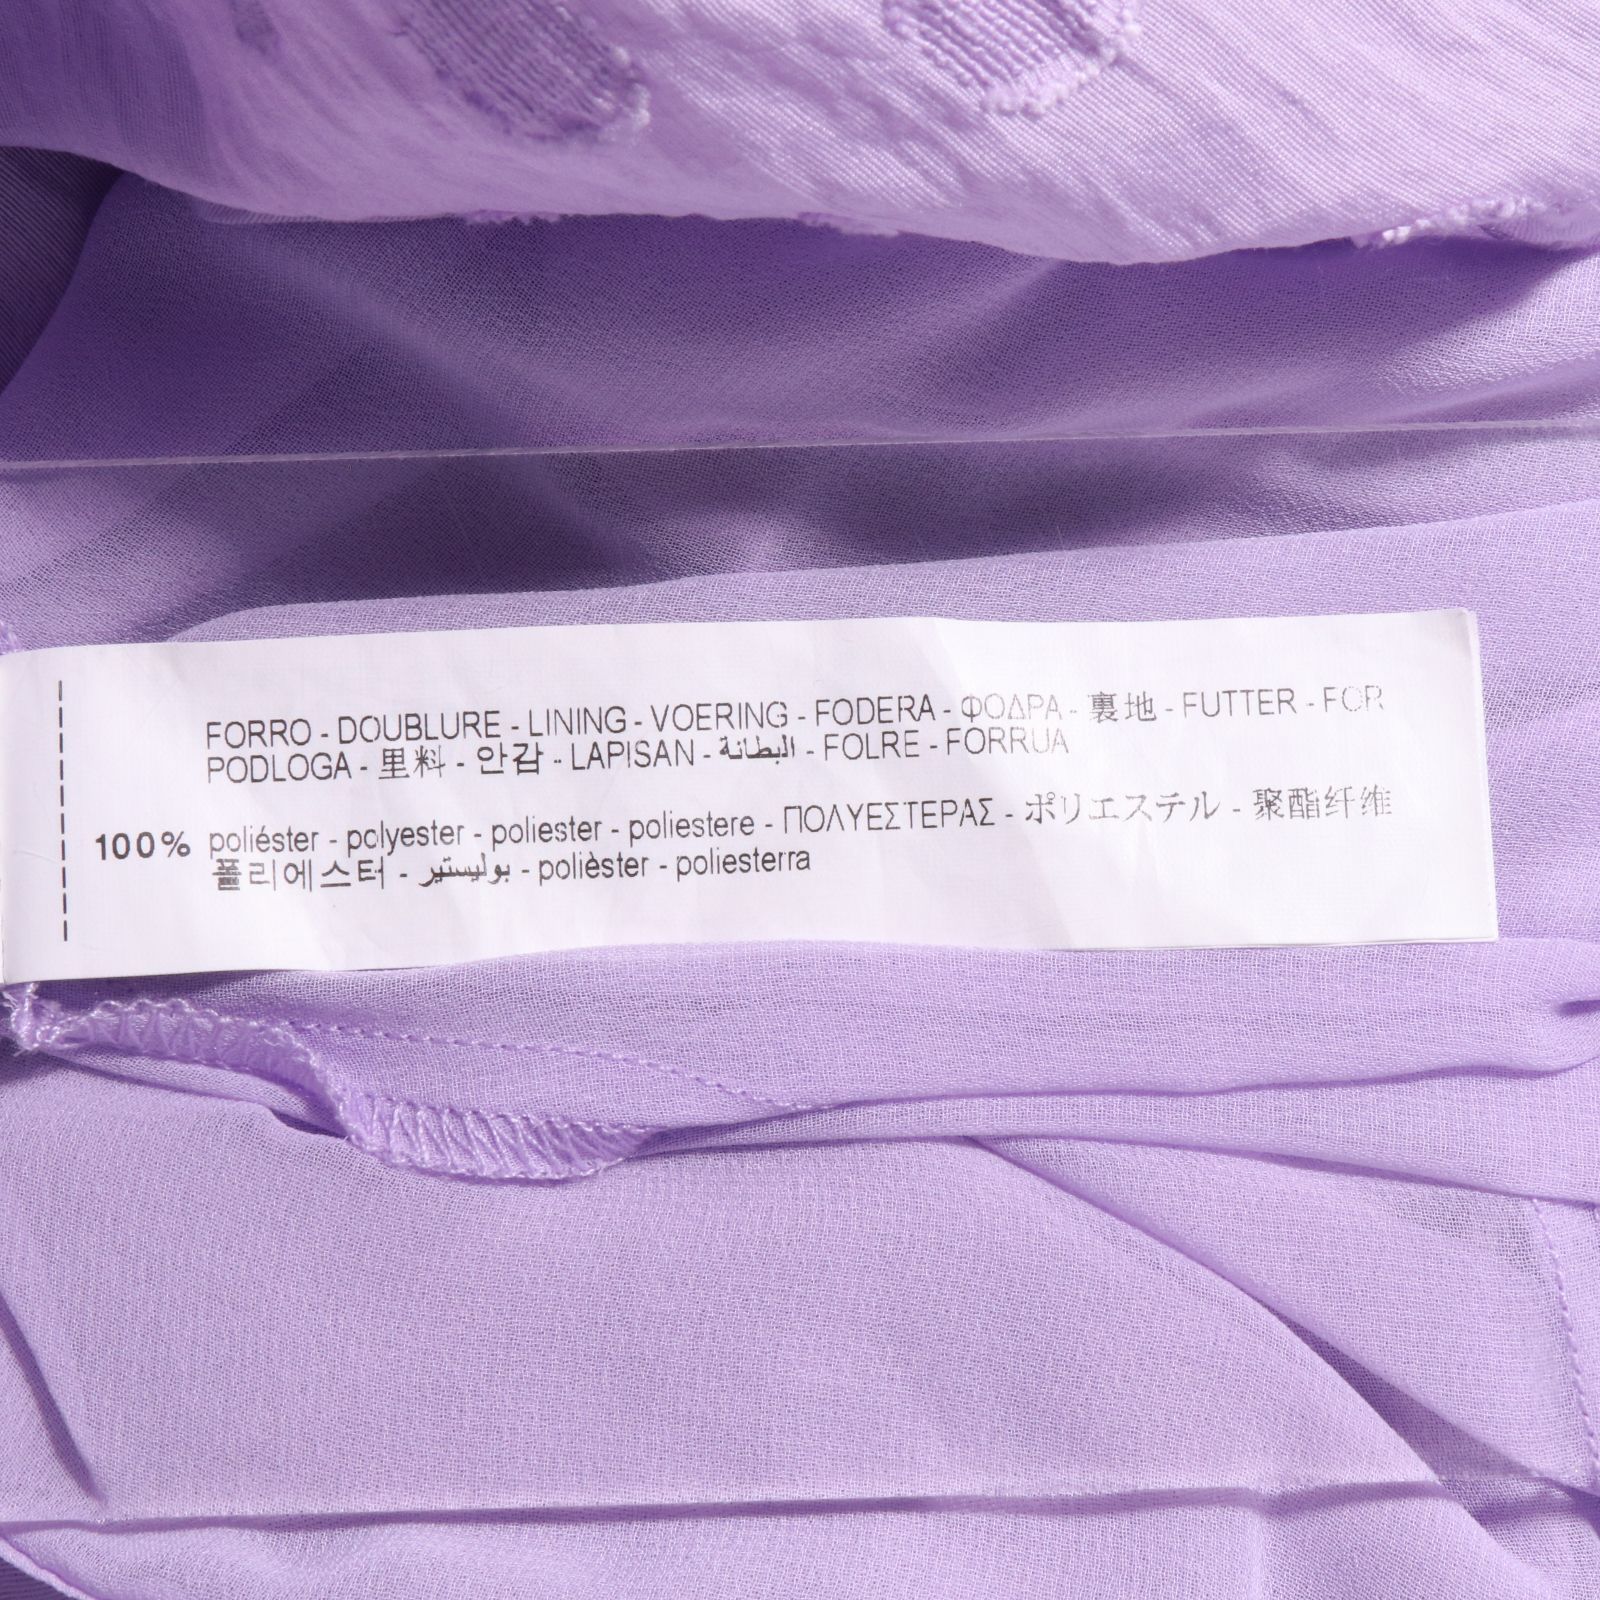 FORRO - DOUBLURE - LINING - VOERING - FODERA - ΦΟΔΡΑ - 裏地 - FUTTER - FOR
PODLOGA - 里料 - 안감 - LAPISAN - البطانة - FOLRE - FORRUA
100% poliéster - polyester - poliester - poliestere - ΠΟΛΥΕΣΤΕΡΑΣ - ポリエステル - 聚酯纤维
폴리에스터 - بوليستير - polièster - poliesterra